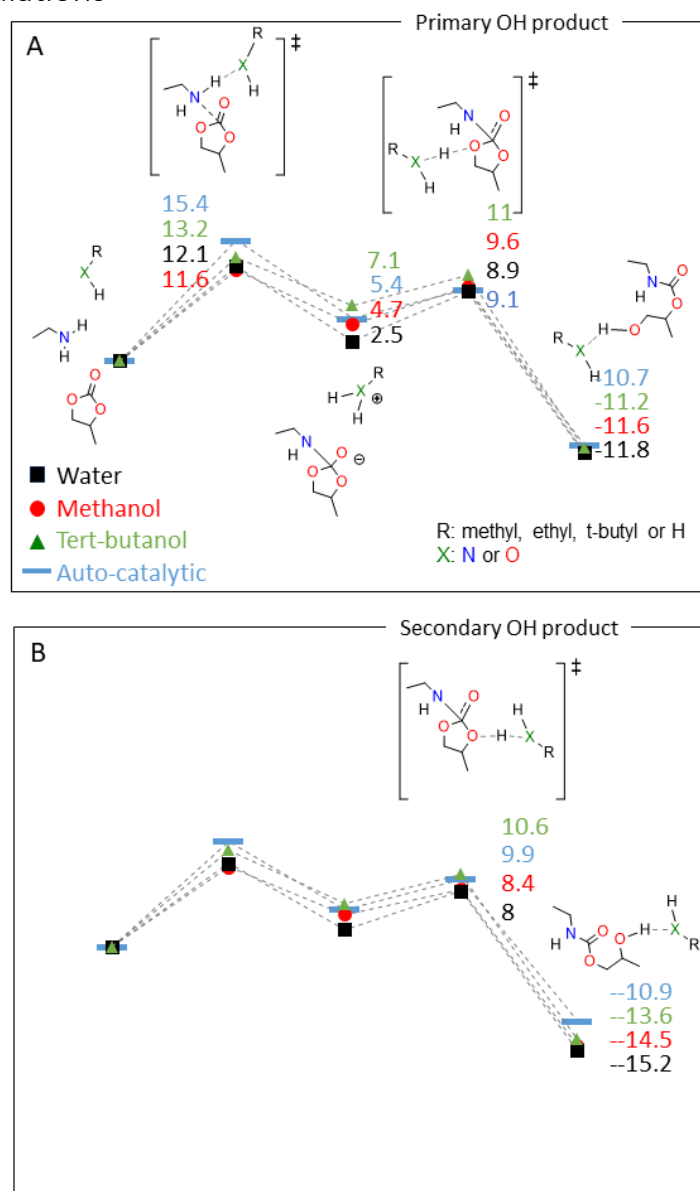 Primary OH product
A
‡
‡
R
H
X
N
H
H
O
O
O
N
H
O
R
O
O
X
H
H
15.4
13.2
12.1
11.6
11
9.6
8.9
9.1
7.1
5.4
4.7
2.5
R
X
H
N
H
H
O
O
O
N
H
O
O
R
X
H
O
H
-10.7
-11.2
-11.6
-11.8
R
H
X
H
⊕
N
H
O
⊖
O
O
Water
Methanol
Tert-butanol
Auto-catalytic
R: methyl, ethyl, t-butyl or H
X: N or O
Secondary OH product
B
‡
N
H
O
H
O
O
H
X
R
10.6
9.9
8.4
8
H
N
H
O
O
H
X
R
O
--10.9
--13.6
--14.5
--15.2